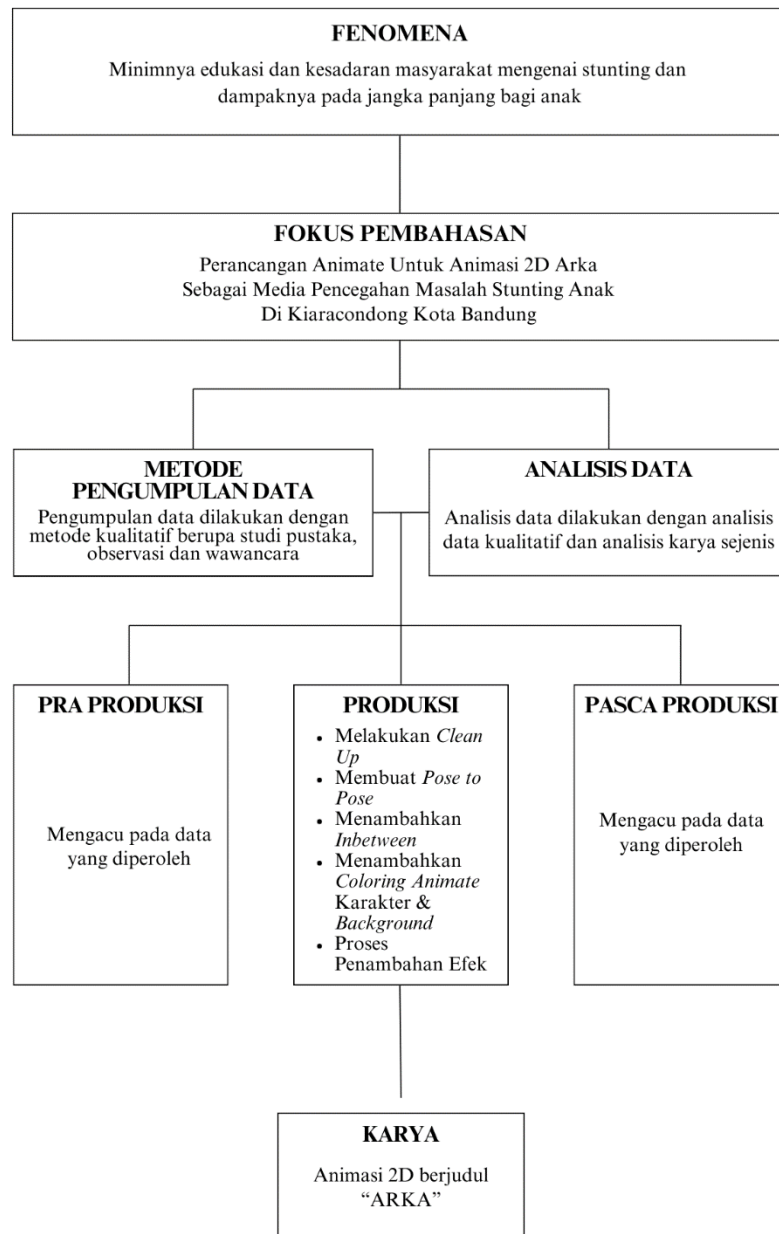 FENOMENA
Minimnya edukasi dan kesadaran masyarakat mengenai stunting dan
dampaknya pada jangka panjang bagi anak
FOKUS PEMBAHASAN
Perancangan Animate Untuk Animasi 2D Arka
Sebagai Media Pencegahan Masalah Stunting Anak
Di Kiaracondong Kota Bandung
METODE
PENGUMPULAN DATA
Pengumpulan data dilakukan dengan
metode kualitatif berupa studi pustaka,
observasi dan wawancara
ANALISIS DATA
Analisis data dilakukan dengan analisis
data kualitatif dan analisis karya sejenis
PRA PRODUKSI
Mengacu pada data
yang diperoleh
PRODUKSI
• Melakukan Clean
Up
• Membuat Pose to
Pose
• Menambahkan
Inbetween
• Menambahkan
Coloring Animate
Karakter &
Background
• Proses
Penambahan Efek
PASCA PRODUKSI
Mengacu pada data
yang diperoleh
KARYA
Animasi 2D berjudul
“ARKA”